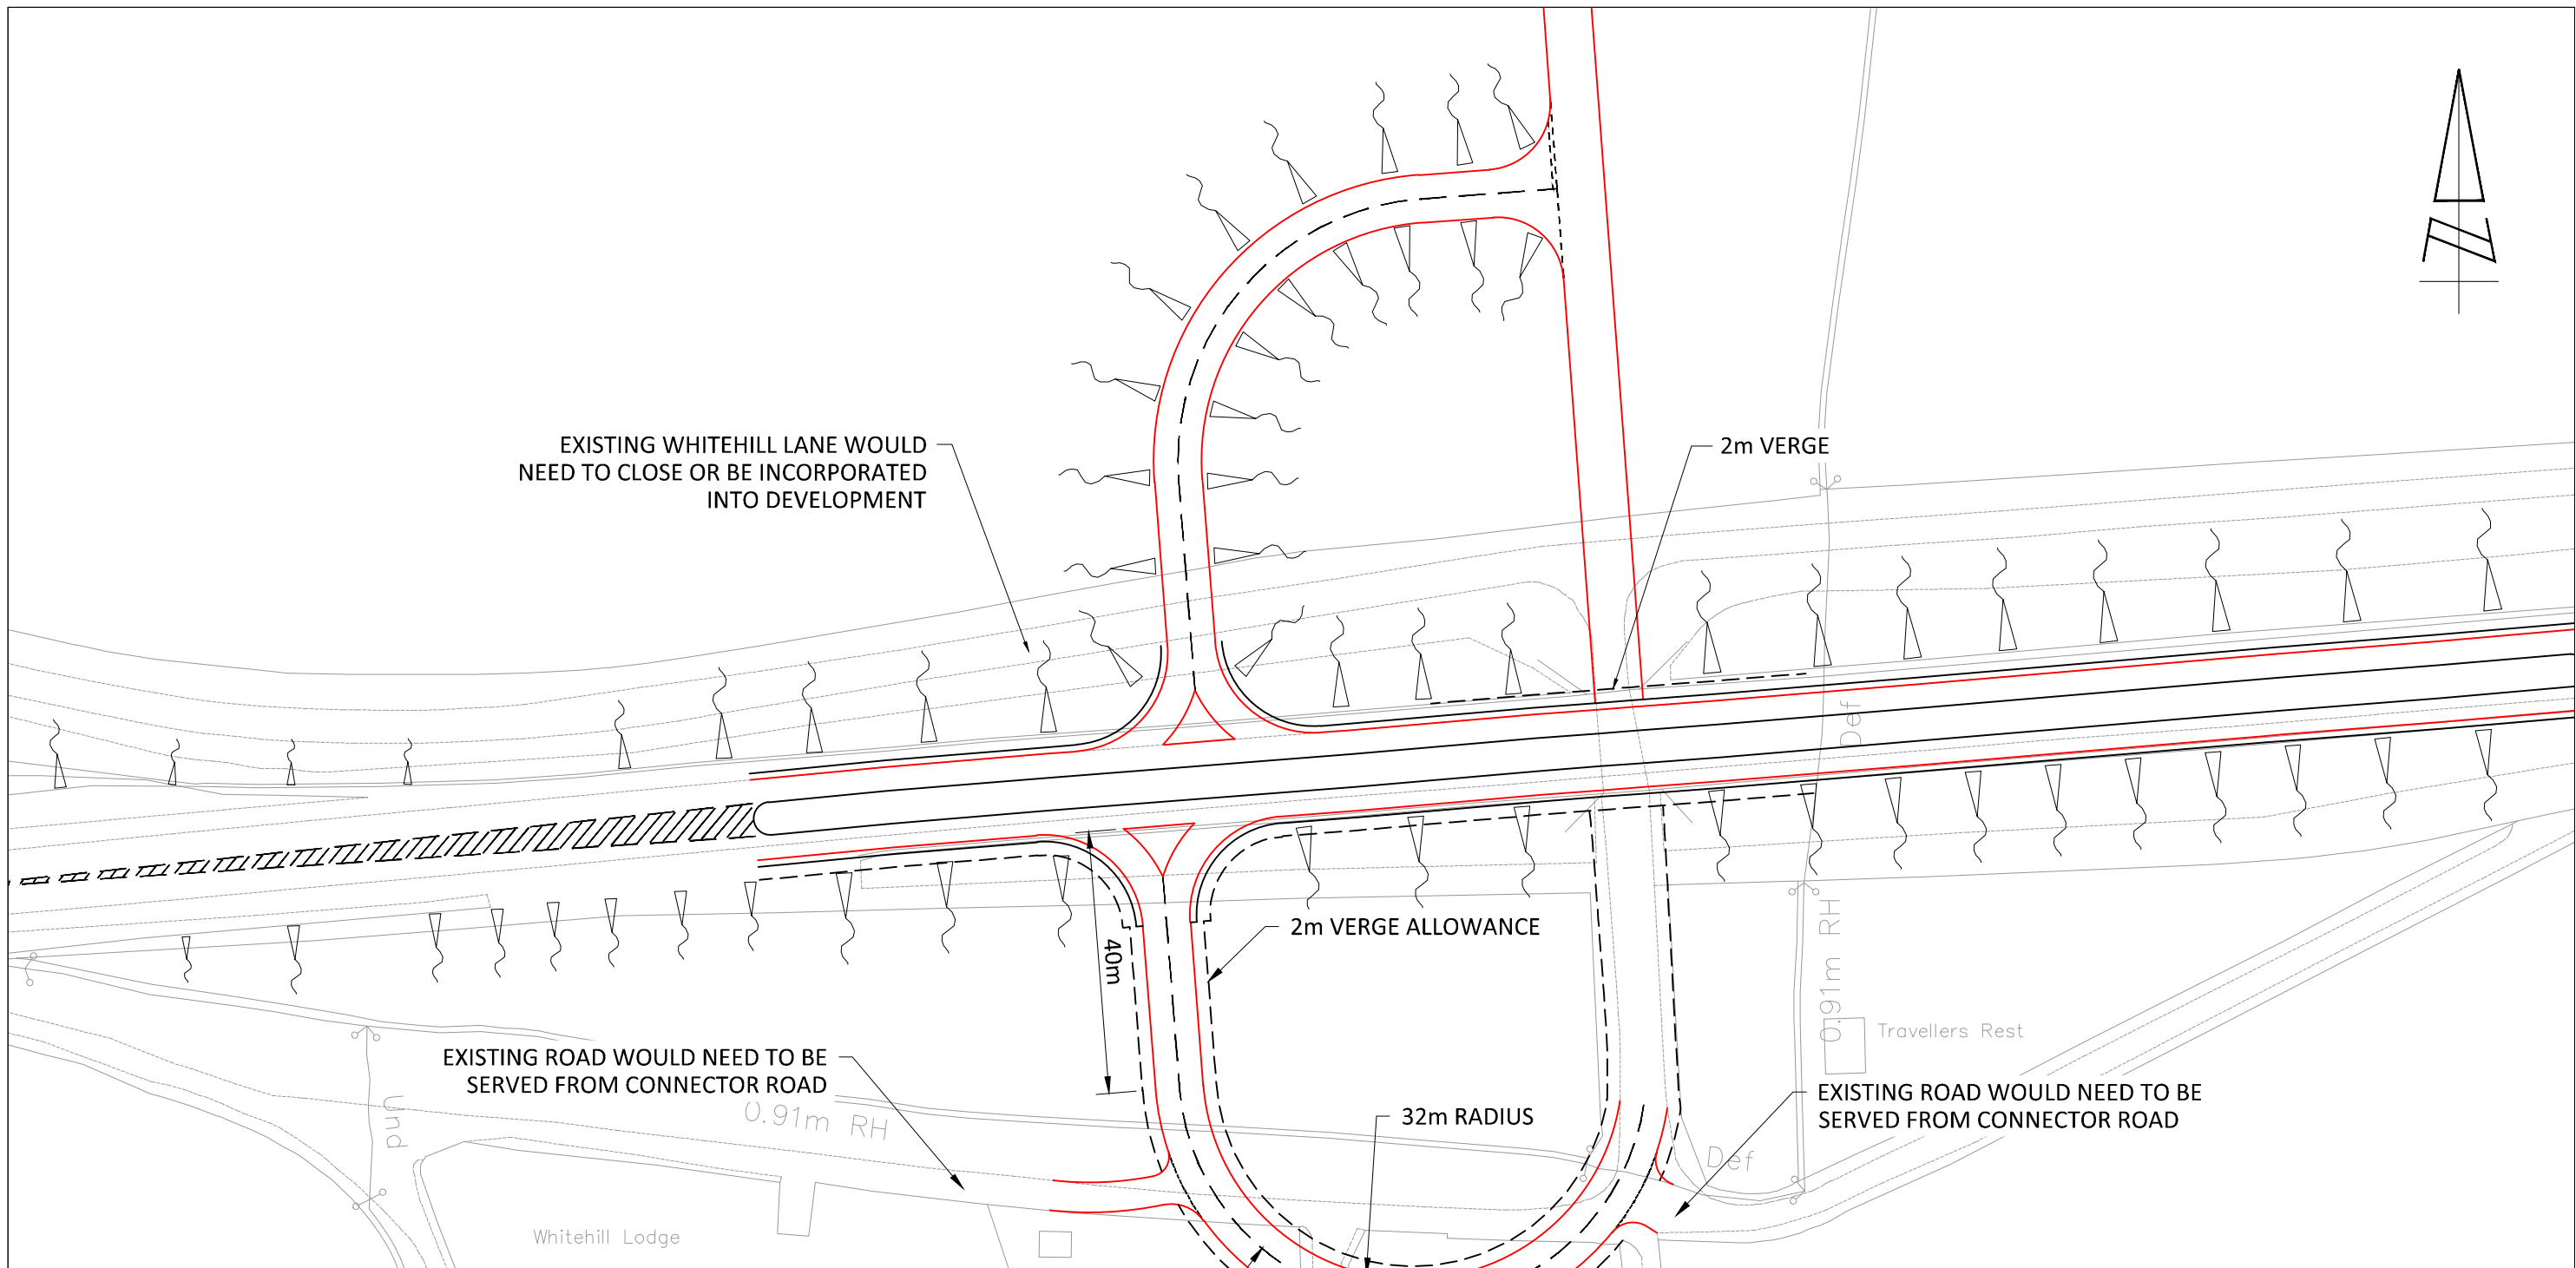 EXISTING WHITEHILL LANE WOULD
NEED TO CLOSE OR BE INCORPORATED
INTO DEVELOPMENT
2m VERGE
N
Def
2m VERGE ALLOWANCE
40m
0.91m RH
Travellers Rest
EXISTING ROAD WOULD NEED TO BE
SERVED FROM CONNECTOR ROAD
EXISTING ROAD WOULD NEED TO BE
SERVED FROM CONNECTOR ROAD
32m RADIUS
Und
0.91m RH
Def
Whitehill Lodge